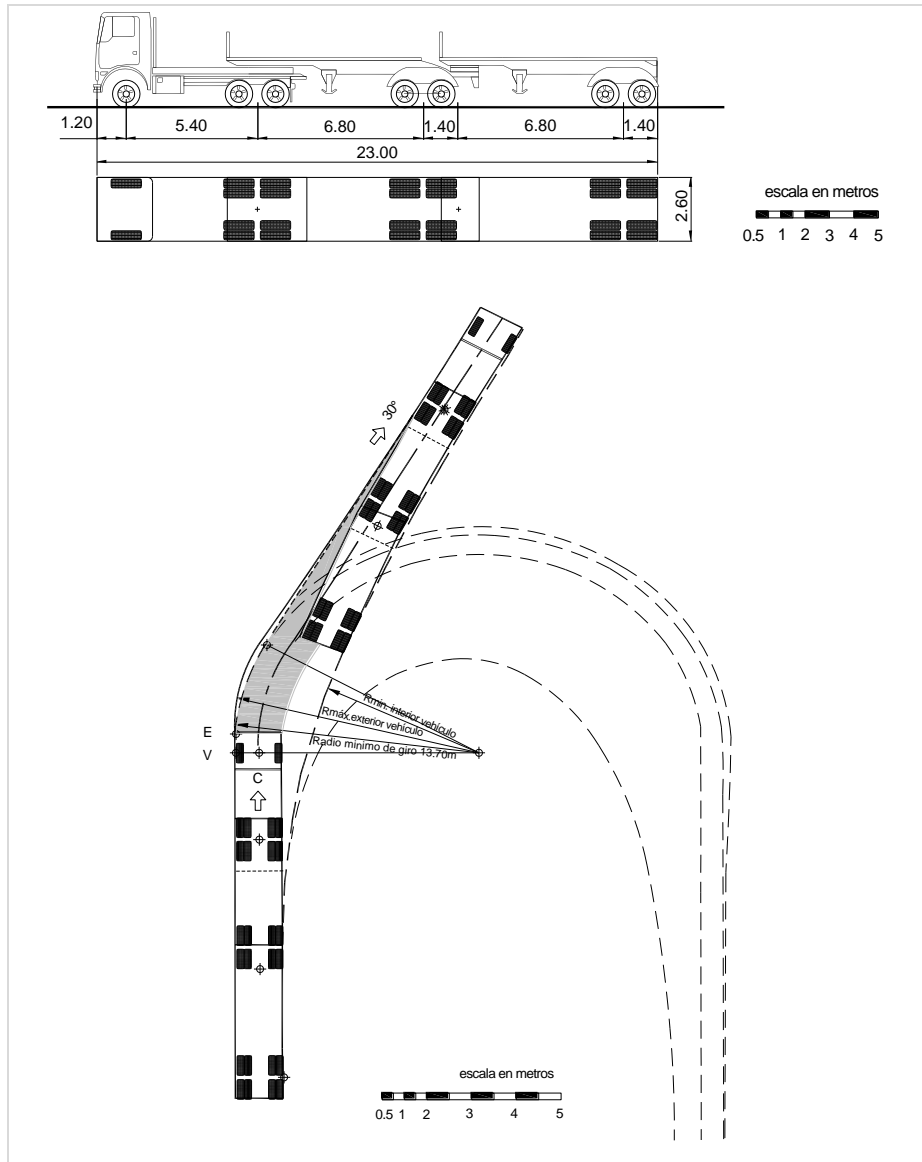 1.20
5.40
6.80
1.40
6.80
1.40
23.00
2.60
escala en metros
0.5 1 2 3 4 5
30°
Rmin. interior vehículo
Rmáx.exterior vehículo
Radio minimo de giro 13.70m
E
V
C
escala en metros
0.5 1 2 3 4 5